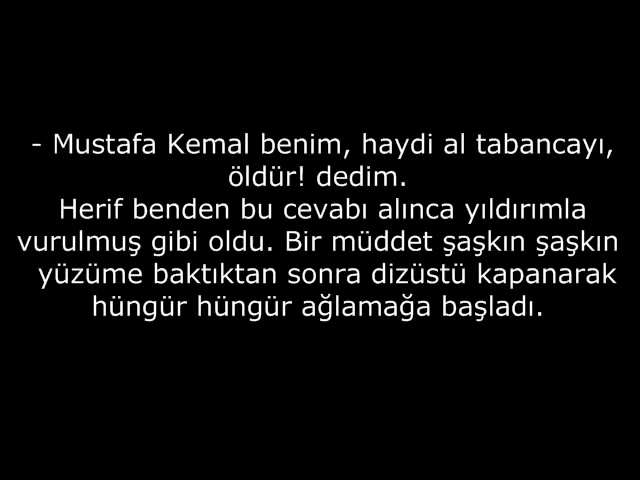 - Mustafa Kemal benim, haydi al tabancayı,
öldür! dedim.
Herif benden bu cevabı alınca yıldırımla
vurulmuş gibi oldu. Bir müddet şaşkın şaşkın
yüzüme baktıktan sonra dizüstü kapanarak
hüngür hüngür ağlamağa başladı.